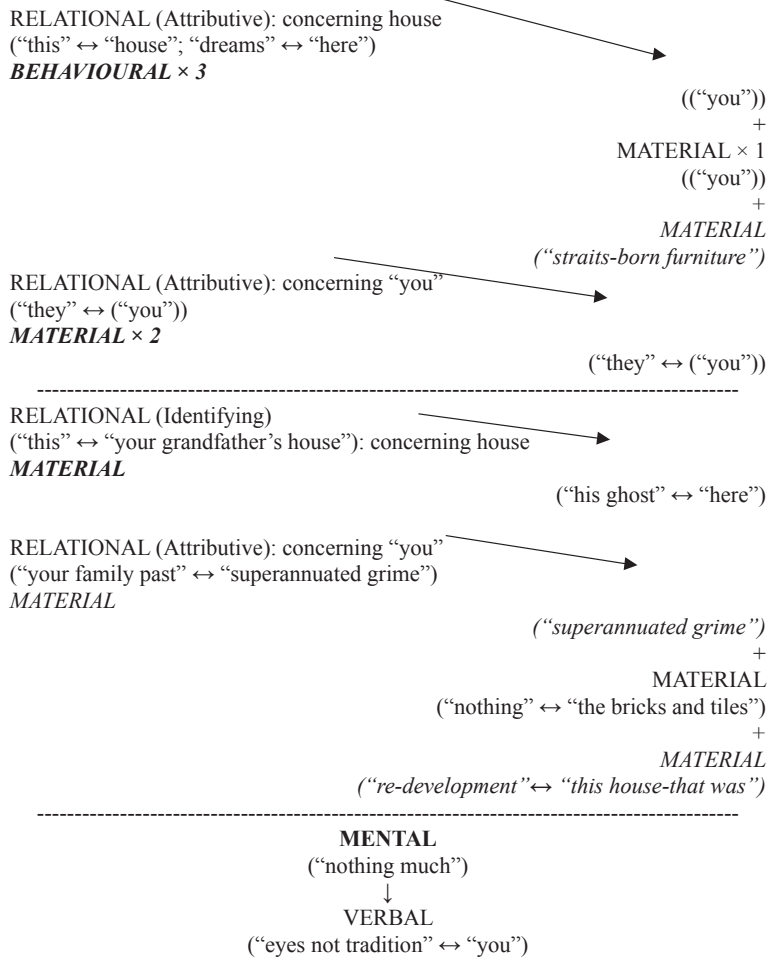 RELATIONAL (Attributive): concerning house
(“this” ↔ “house”; “dreams” ↔ “here”)
BEHAVIOURAL × 3
((“you”))
+
MATERIAL × 1
((“you”))
+
MATERIAL
(“straits-born furniture”)
RELATIONAL (Attributive): concerning “you”
(“they” ↔ (“you”))
MATERIAL × 2
(“they” ↔ (“you”))
RELATIONAL (Identifying)
(“this” ↔ “your grandfather’s house”): concerning house
MATERIAL
(“his ghost” ↔ “here”)
RELATIONAL (Attributive): concerning “you”
(“your family past” ↔ “superannuated grime”)
MATERIAL
(“superannuated grime”)
+
MATERIAL
(“nothing” ↔ “the bricks and tiles”)
+
MATERIAL
(“re-development”↔ “this house-that was”)
MENTAL
(“nothing much”)
↓
VERBAL
(“eyes not tradition” ↔ “you”)